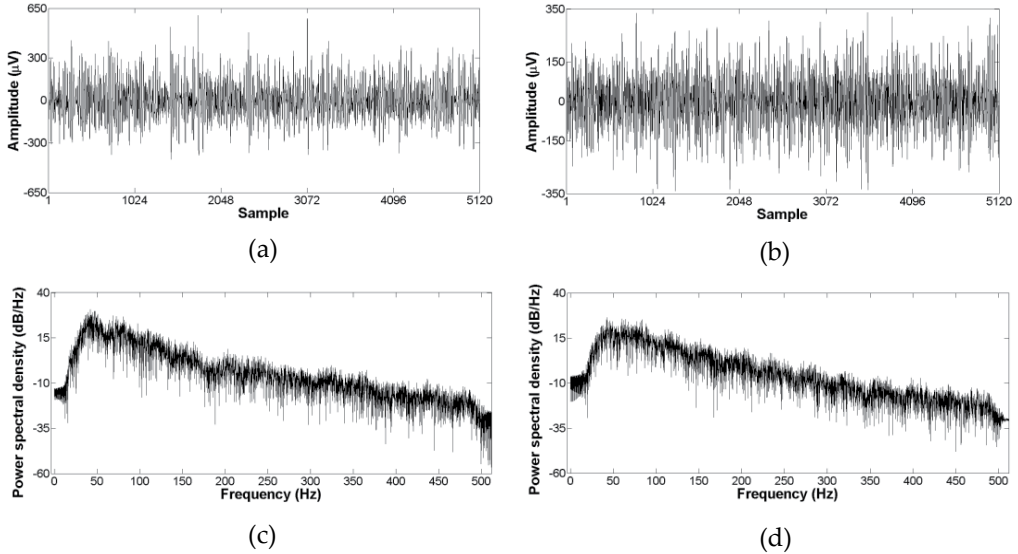 650
300
0
-300
-650
Amplitude (µV)
1 1024 2048 3072 4096 5120
Sample
(a)
350
150
0
-150
-350
Amplitude (µV)
1 1024 2048 3072 4096 5120
Sample
(b)
40
15
-10
-35
-60
Power spectral density (dB/Hz)
0 50 100 150 200 250 300 350 400 450 500
Frequency (Hz)
(c)
40
15
-10
-35
-60
Power spectral density (dB/Hz)
0 50 100 150 200 250 300 350 400 450 500
Frequency (Hz)
(d)